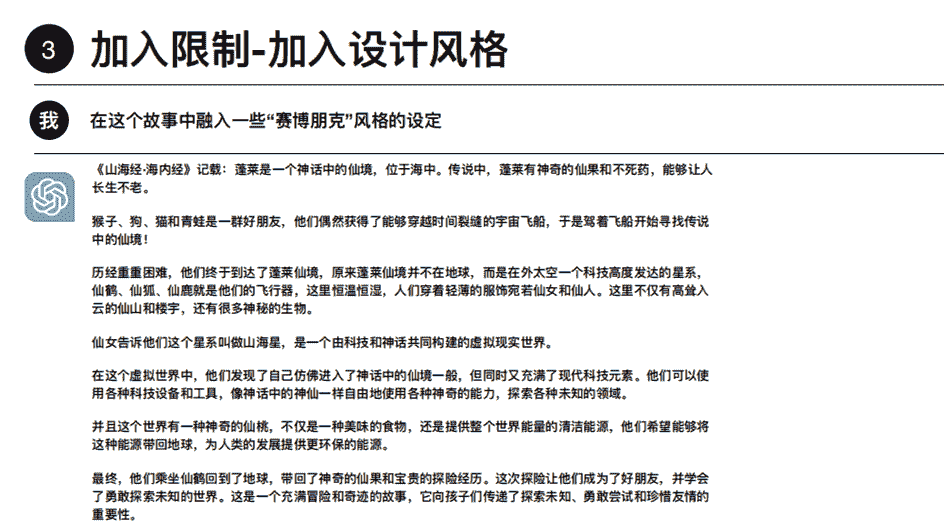 3
加入限制-加入设计风格
我
在这个故事中融入一些“赛博朋克”风格的设定
《山海经·海内经》记载：蓬莱是一个神话中的仙境，位于海中。传说中，蓬莱有神奇的仙果和不死药，能够让人
长生不老。
猴子、狗、猫和青蛙是一群好朋友，他们偶然获得了能够穿越时间裂缝的宇宙飞船，于是驾着飞船开始寻找传说
中的仙境！
历经重重困难，他们终于到达了蓬莱仙境，原来蓬莱仙境并不在地球，而是在外太空一个科技高度发达的星系，
仙鹤、仙狐、仙鹿就是他们的飞行器，这里恒温恒湿，人们穿着轻薄的服饰宛若仙女和仙人。这里不仅有高耸入
云的仙山和楼宇，还有很多神秘的生物。
仙女告诉他们这个星系叫做山海星，是一个由科技和神话共同构建的虚拟现实世界。
在这个虚拟世界中，他们发现了自己仿佛进入了神话中的仙境一般，但同时又充满了现代科技元素。他们可以使
用各种科技设备和工具，像神话中的神仙一样自由地使用各种神奇的能力，探索各种未知的领域。
并且这个世界有一种神奇的仙桃，不仅是一种美味的食物，还是提供整个世界能量的清洁能源，他们希望能够将
这种能源带回地球，为人类的发展提供更环保的能源。
最终，他们乘坐仙鹤回到了地球，带回了神奇的仙果和宝贵的探险经历。这次探险让他们成为了好朋友，并学会
了勇敢探索未知的世界。这是一个充满冒险和奇迹的故事，它向孩子们传递了探索未知、勇敢尝试和珍惜友情的
重要性。